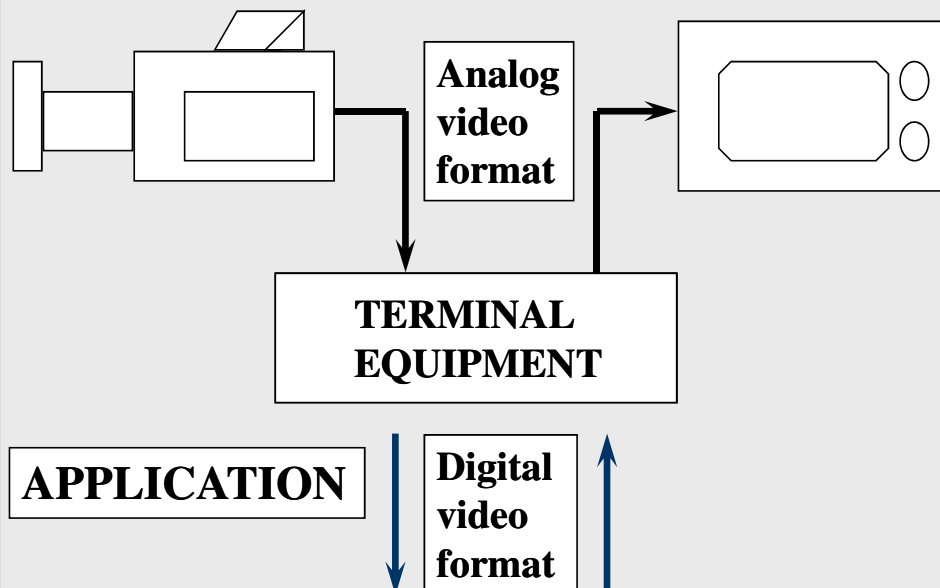 Analog
video
format
TERMINAL
EQUIPMENT
APPLICATION
Digital
video
format